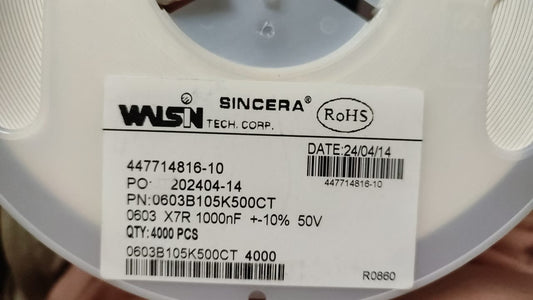 WALSIN SINCERA® RoHS
TECH. CORP.
DATE:24/04/14
447714816-10
447714816-10
PO: 202404-14
PN:0603B105K500CT
0603 X7R 1000nF +-10% 50V
QTY:4000 PCS
0603B105K500CT 4000
R0860